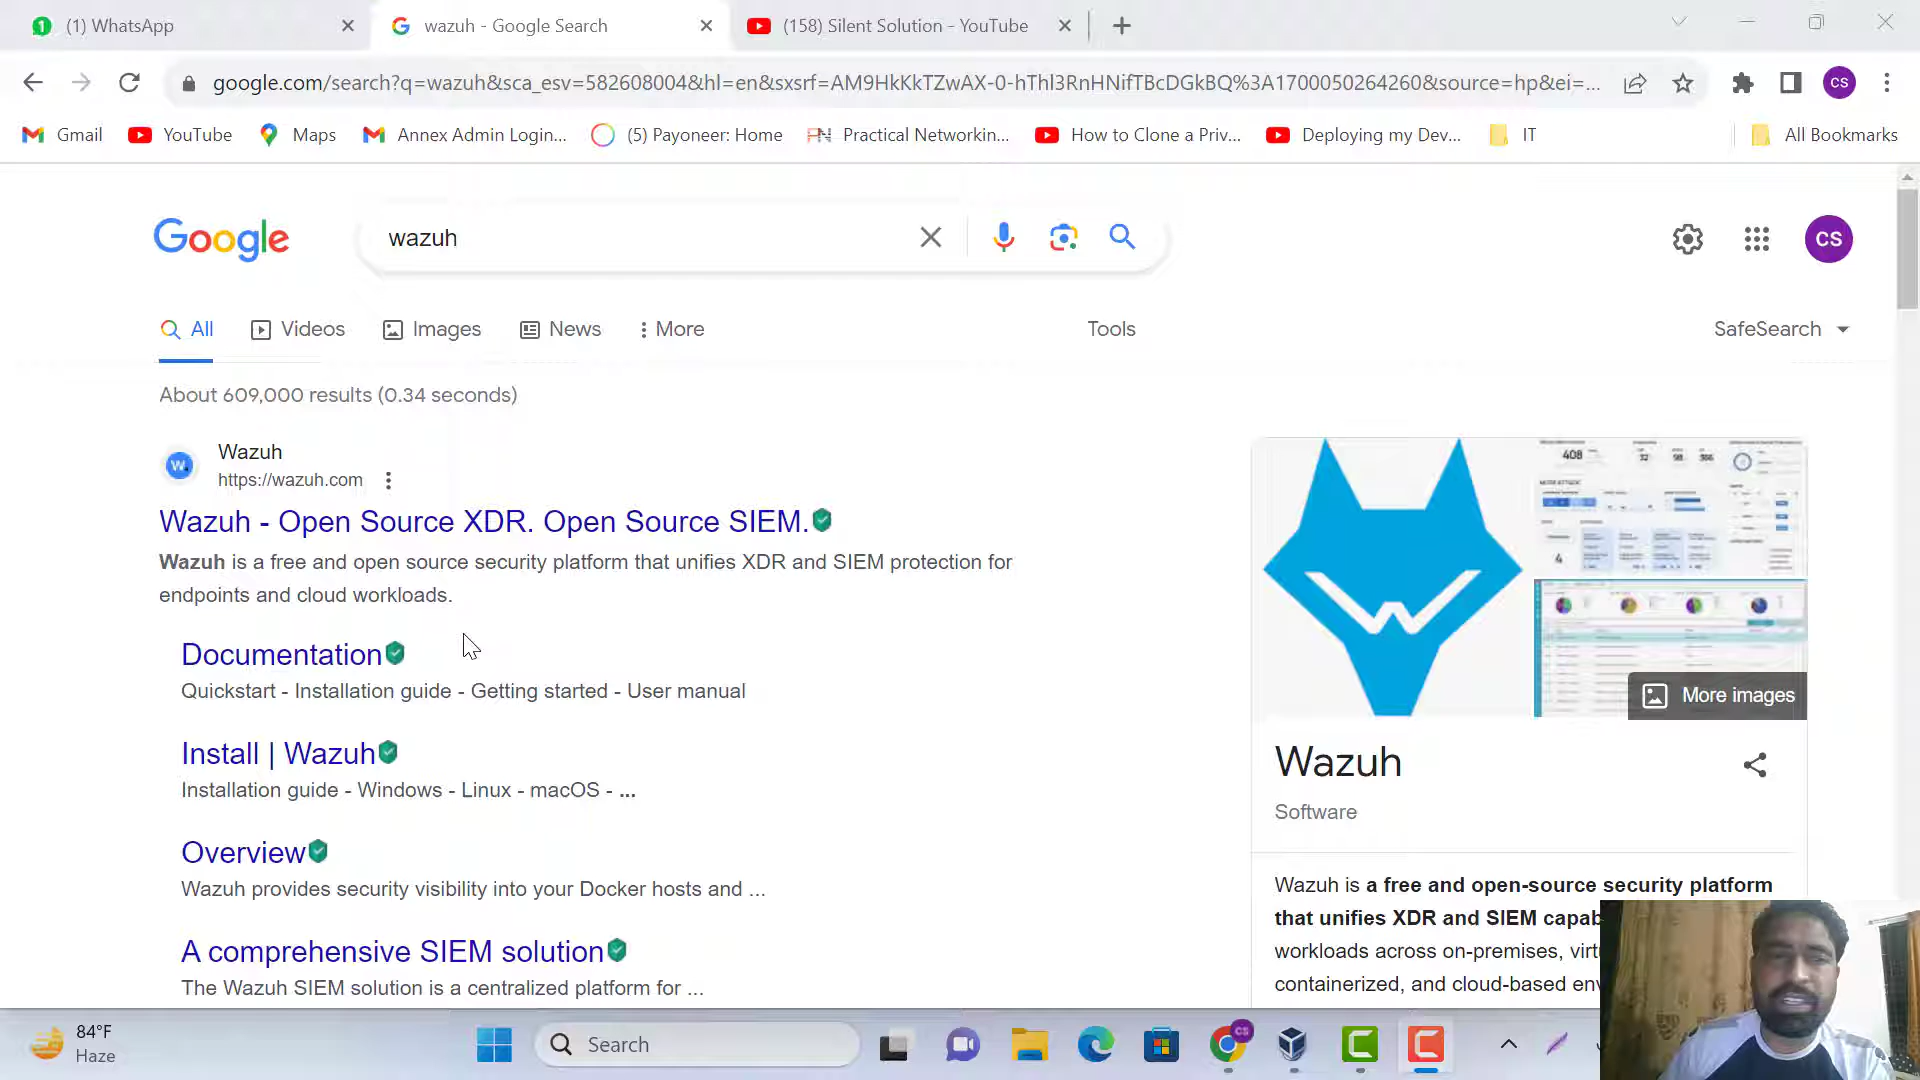 (1) WhatsApp
wazuh - Google Search
(158) Silent Solution - YouTube
google.com/search?q=wazuh&sca_esv=582608004&hl=en&sxsrf=AM9HkKkTZwAX-0-hThl3RnHNifTBcDGkBQ%3A1700050264260&source=hp&ei=...
CS
Gmail
YouTube
Maps
Annex Admin Login...
(5) Payoneer: Home
Practical Networkin...
How to Clone a Priv...
Deploying my Dev...
IT
All Bookmarks
Google
wazuh
CS
All
Videos
Images
News
More
Tools
SafeSearch
About 609,000 results (0.34 seconds)
W.
Wazuh
https://wazuh.com
Wazuh - Open Source XDR. Open Source SIEM.
Wazuh is a free and open source security platform that unifies XDR and SIEM protection for
endpoints and cloud workloads.
Documentation
Quickstart - Installation guide - Getting started - User manual
Install | Wazuh
Installation guide - Windows - Linux - macOS - ...
Overview
Wazuh provides security visibility into your Docker hosts and ...
A comprehensive SIEM solution
The Wazuh SIEM solution is a centralized platform for ...
408
More images
Wazuh
Software
Wazuh is a free and open-source security platform
that unifies XDR and SIEM
workloads across on-premises,
containerized, and cloud-based
84°F
Haze
Search
CS